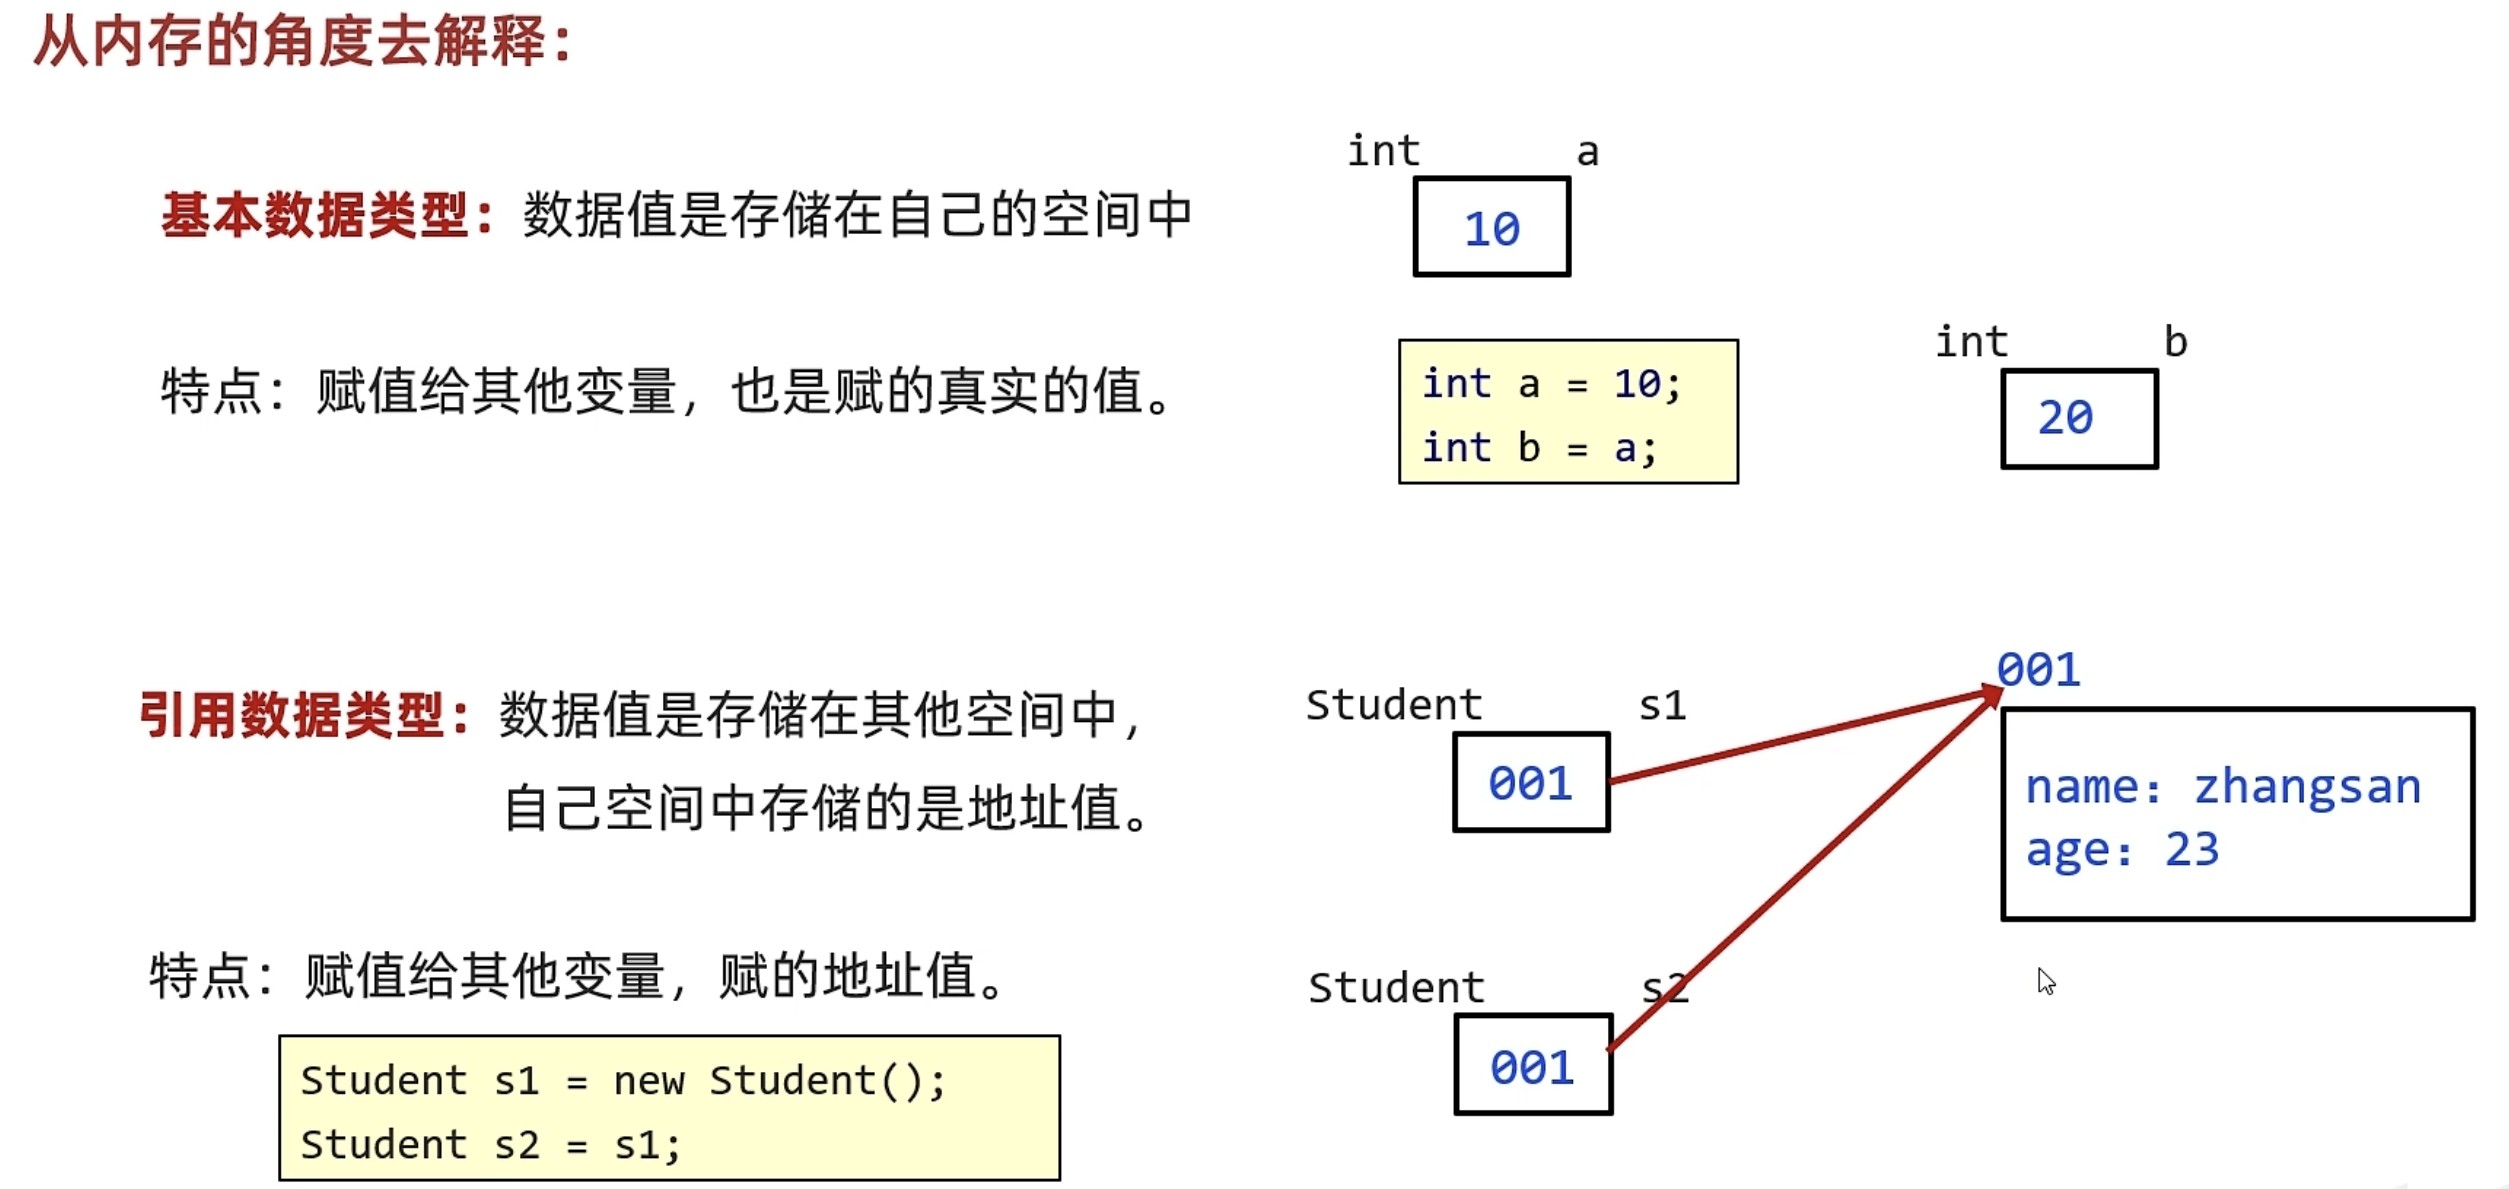 从内存的角度去解释：
int a
基本数据类型：数据值是存储在自己的空间中
10
int b
特点：赋值给其他变量，也是赋的真实的值。
int a = 10;
int b = a;
20
001
引用数据类型：数据值是存储在其他空间中，
Student s1
自己空间中存储的是地址值。
001
name: zhangsan
age: 23
特点：赋值给其他变量，赋的地址值。
Student s2
001
Student s1 = new Student();
Student s2 = s1;